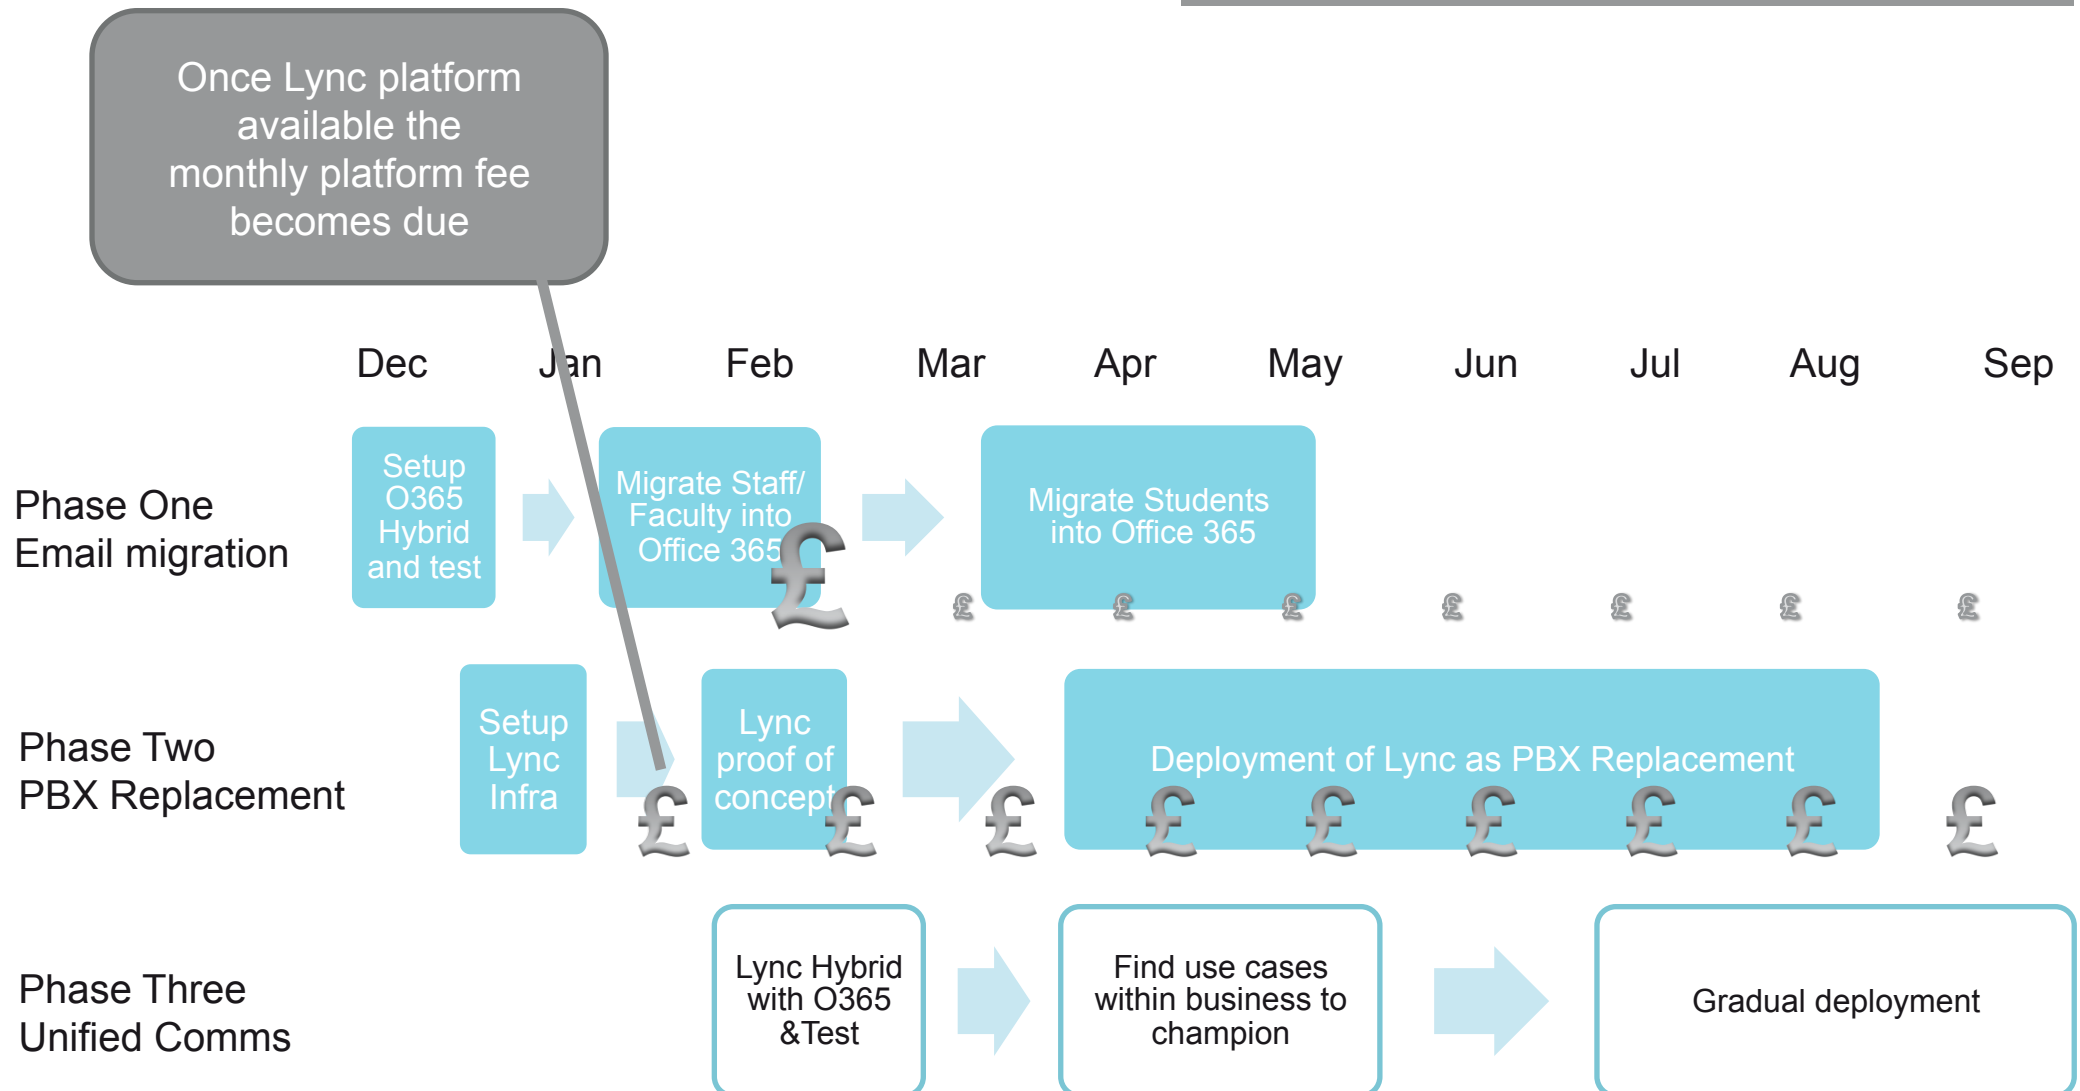 Once Lync platform
available the
monthly platform fee
becomes due
Dec Jan Feb Mar Apr May Jun Jul Aug Sep
Phase One
Email migration
Setup
O365
Hybrid
and test
Migrate Staff/
Faculty into
Office 365
£
Migrate Students
into Office 365
£ £ £ £ £ £ £
Phase Two
PBX Replacement
Setup
Lync
Infra
Lync
proof of
concept
Deployment of Lync as PBX Replacement
£ £ £ £ £ £ £ £ £
Phase Three
Unified Comms
Lync Hybrid
with O365
&Test
Find use cases
within business to
champion
Gradual deployment